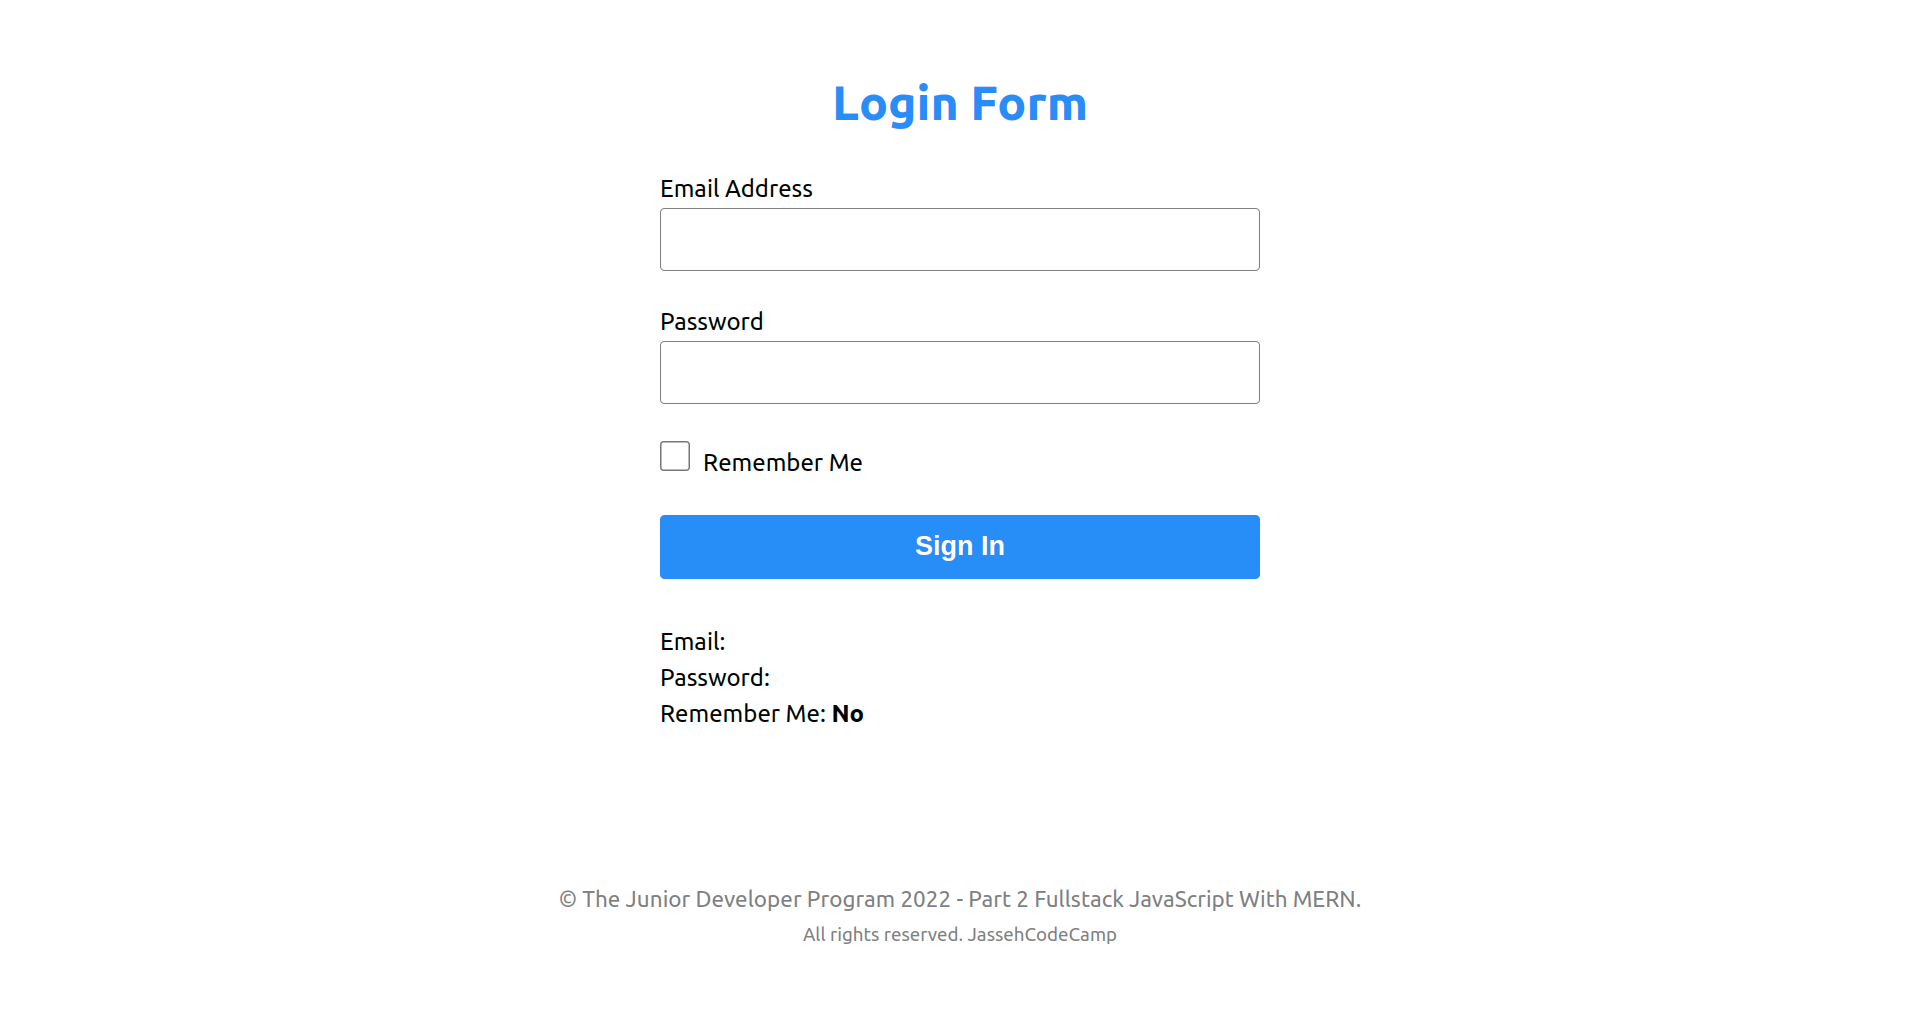 Login Form
Email Address
Password
Remember Me
Sign In
Email:
Password:
Remember Me: No
© The Junior Developer Program 2022 - Part 2 Fullstack JavaScript With MERN.
All rights reserved. JassehCodeCamp